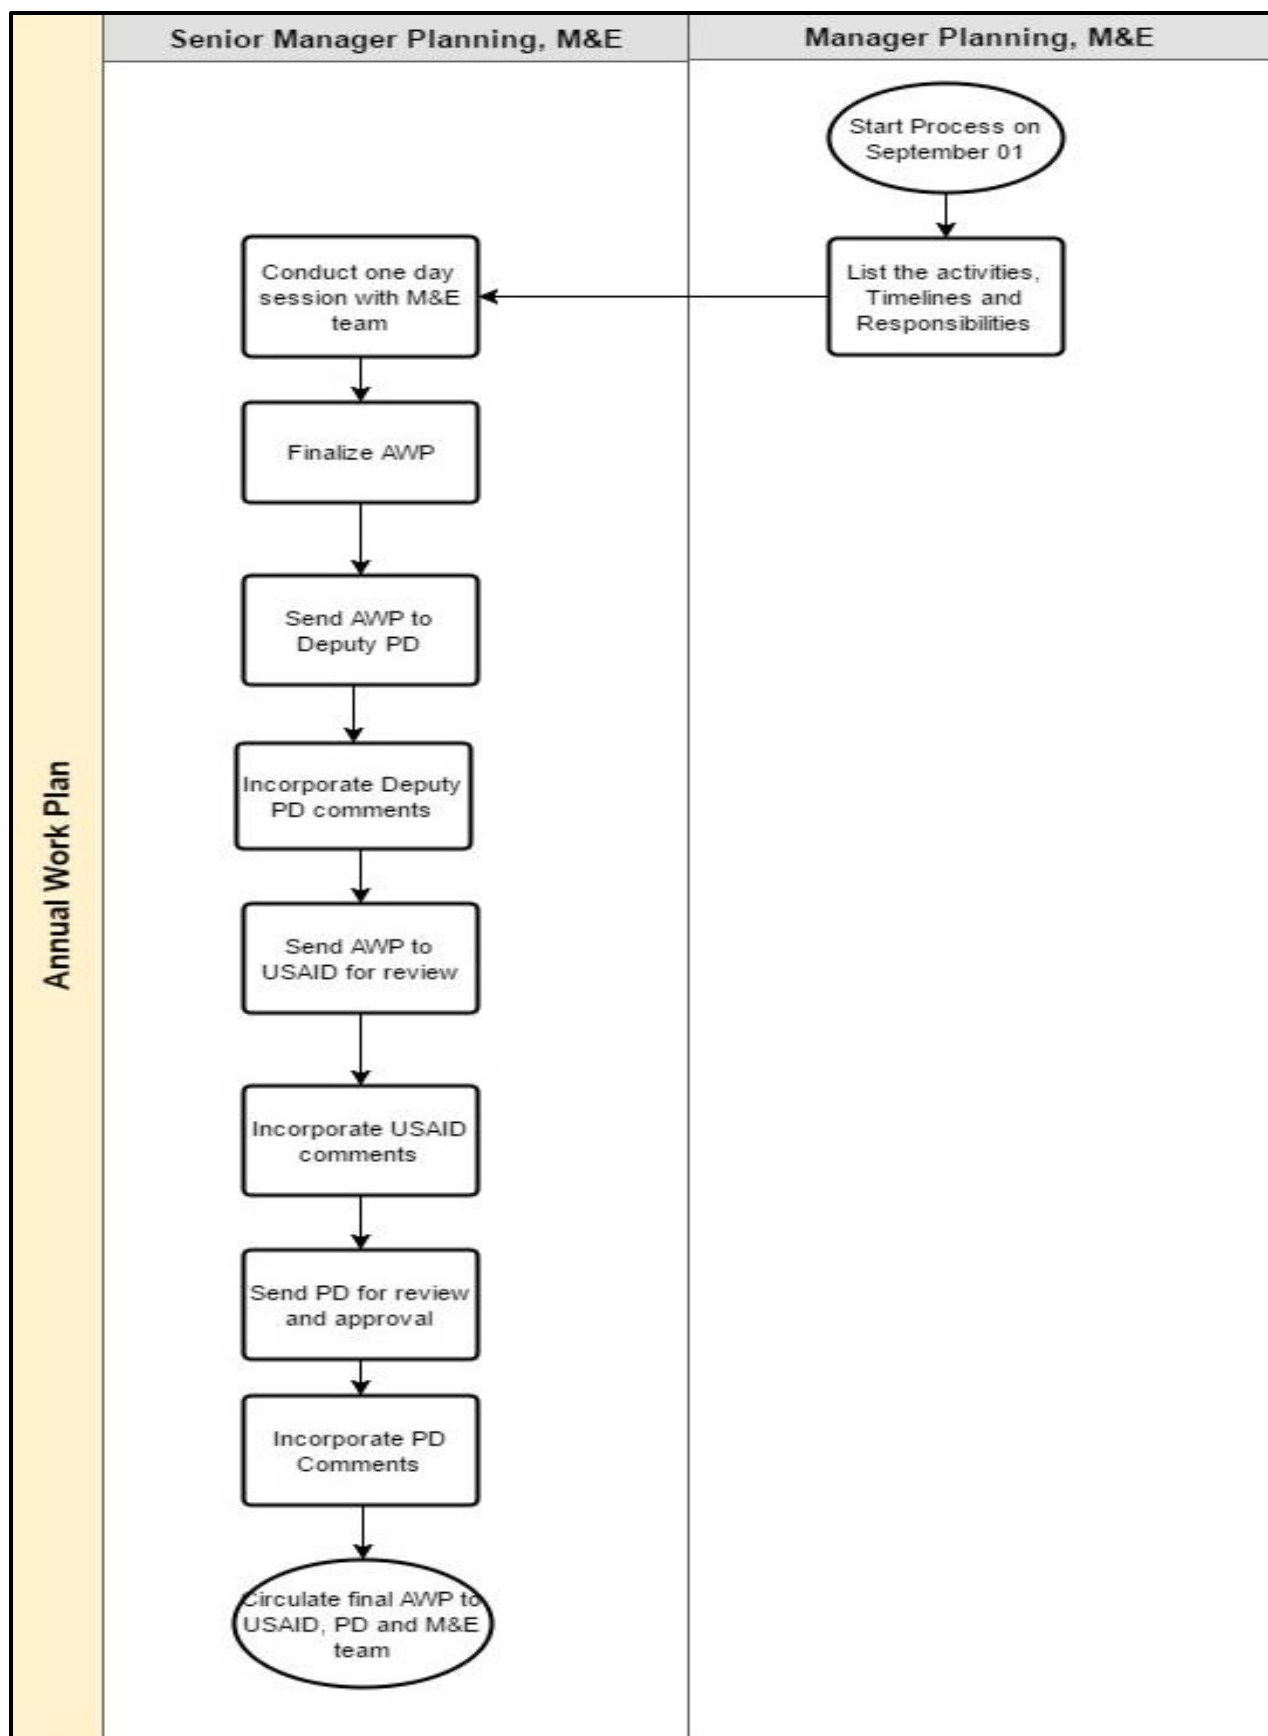 Senior Manager Planning, M&E
Manager Planning, M&E
Annual Work Plan
Start Process on
September 01
List the activities,
Timelines and
Responsibilities
Conduct one day
session with M&E
team
Finalize AWP
Send AWP to
Deputy PD
Incorporate Deputy
PD comments
Send AWP to
USAID for review
Incorporate USAID
comments
Send PD for review
and approval
Incorporate PD
Comments
Circulate final AWP to
USAID, PD and M&E
team